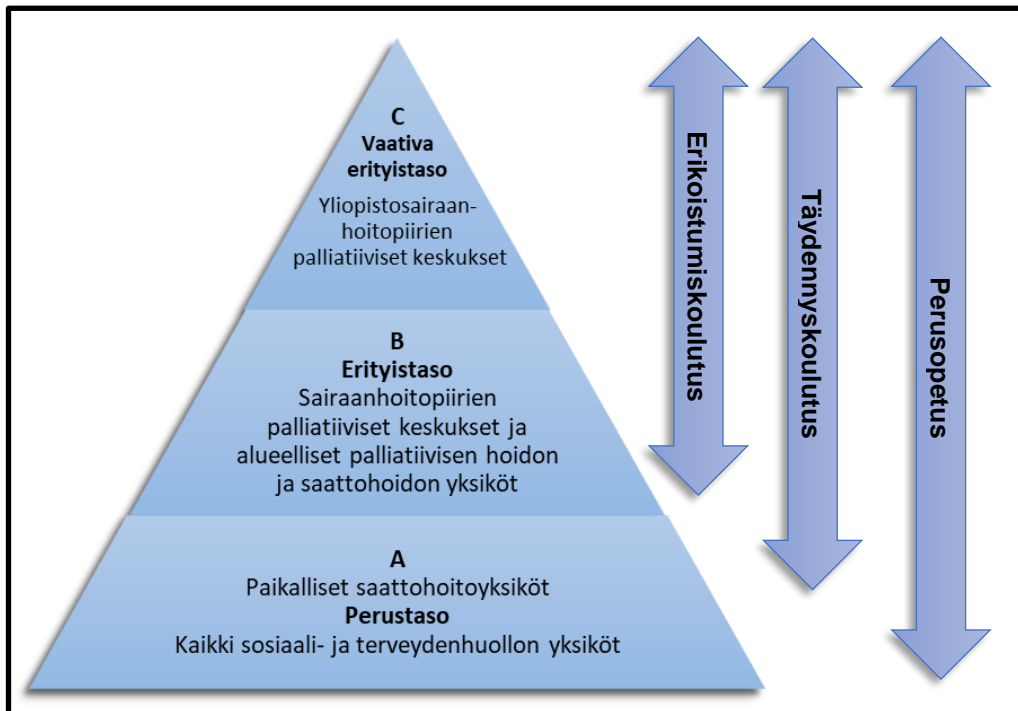 C
Vaativa
erityistaso
Yliopistosairaan-
hoitopiirien
palliatiiviset keskukset
B
Erityistaso
Sairaanhoitopiirien
palliatiiviset keskukset ja
alueelliset palliatiivisen hoidon
ja saattohoidon yksiköt
A
Paikalliset saattohoitoyksiköt
Perustaso
Kaikki sosiaali- ja terveydenhuollon yksiköt
Erikoistumiskoulutus
Täydennyskoulutus
Perusopetus